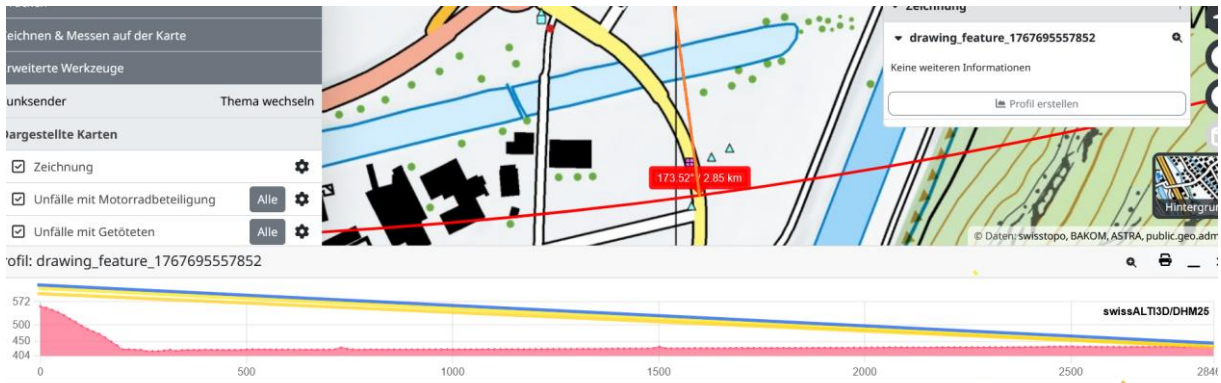 Zeichnung
eichnen & Messen auf der Karte
rweiterte Werkzeuge
unksender Thema wechseln
Dargestellte Karten
Zeichnung
Unfälle mit Motorradbeteiligung Alle
Unfälle mit Getöteten Alle
drawing_feature_1767695557852
Keine weiteren Informationen
Profil erstellen
173.52° 2.85 km
Hintergru
© Daten: swisstopo, BAKOM, ASTRA, public.geo.adm
rofil: drawing_feature_1767695557852
swissALTI3D/DHM25
572
500
450
404
0 500 1000 1500 2000 2500 2846